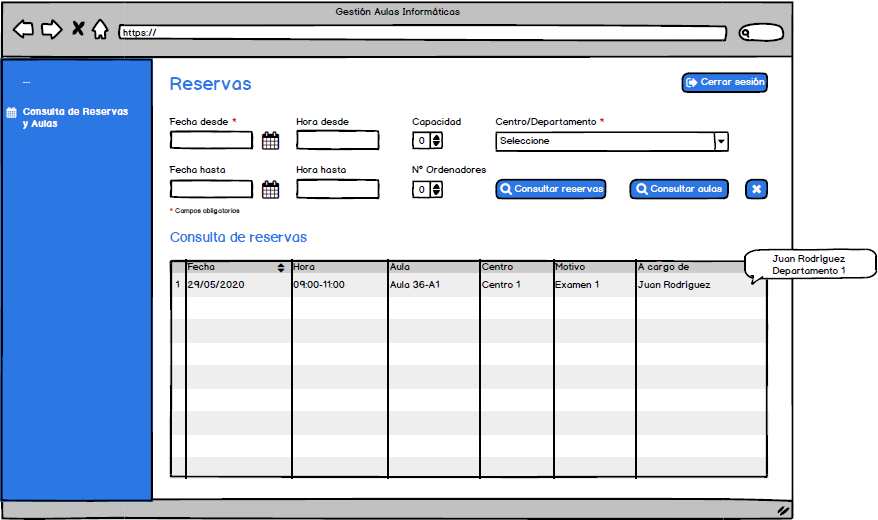 Gestión Aulas Informáticas
https://
...
Consulta de Reservas
y Aulas
Reservas
Cerrar sesión
Fecha desde *
Hora desde
Capacidad
Centro/Departamento *
0
Seleccione
Fecha hasta
Hora hasta
Nº Ordenadores
0
Consultar reservas
Consultar aulas
* Campos obligatorios
Consulta de reservas
Fecha Hora Aula Centro Motivo A cargo de
1 29/05/2020 09:00-11:00 Aula 36-A1 Centro 1 Examen 1 Juan Rodríguez
Juan Rodríguez
Departamento 1